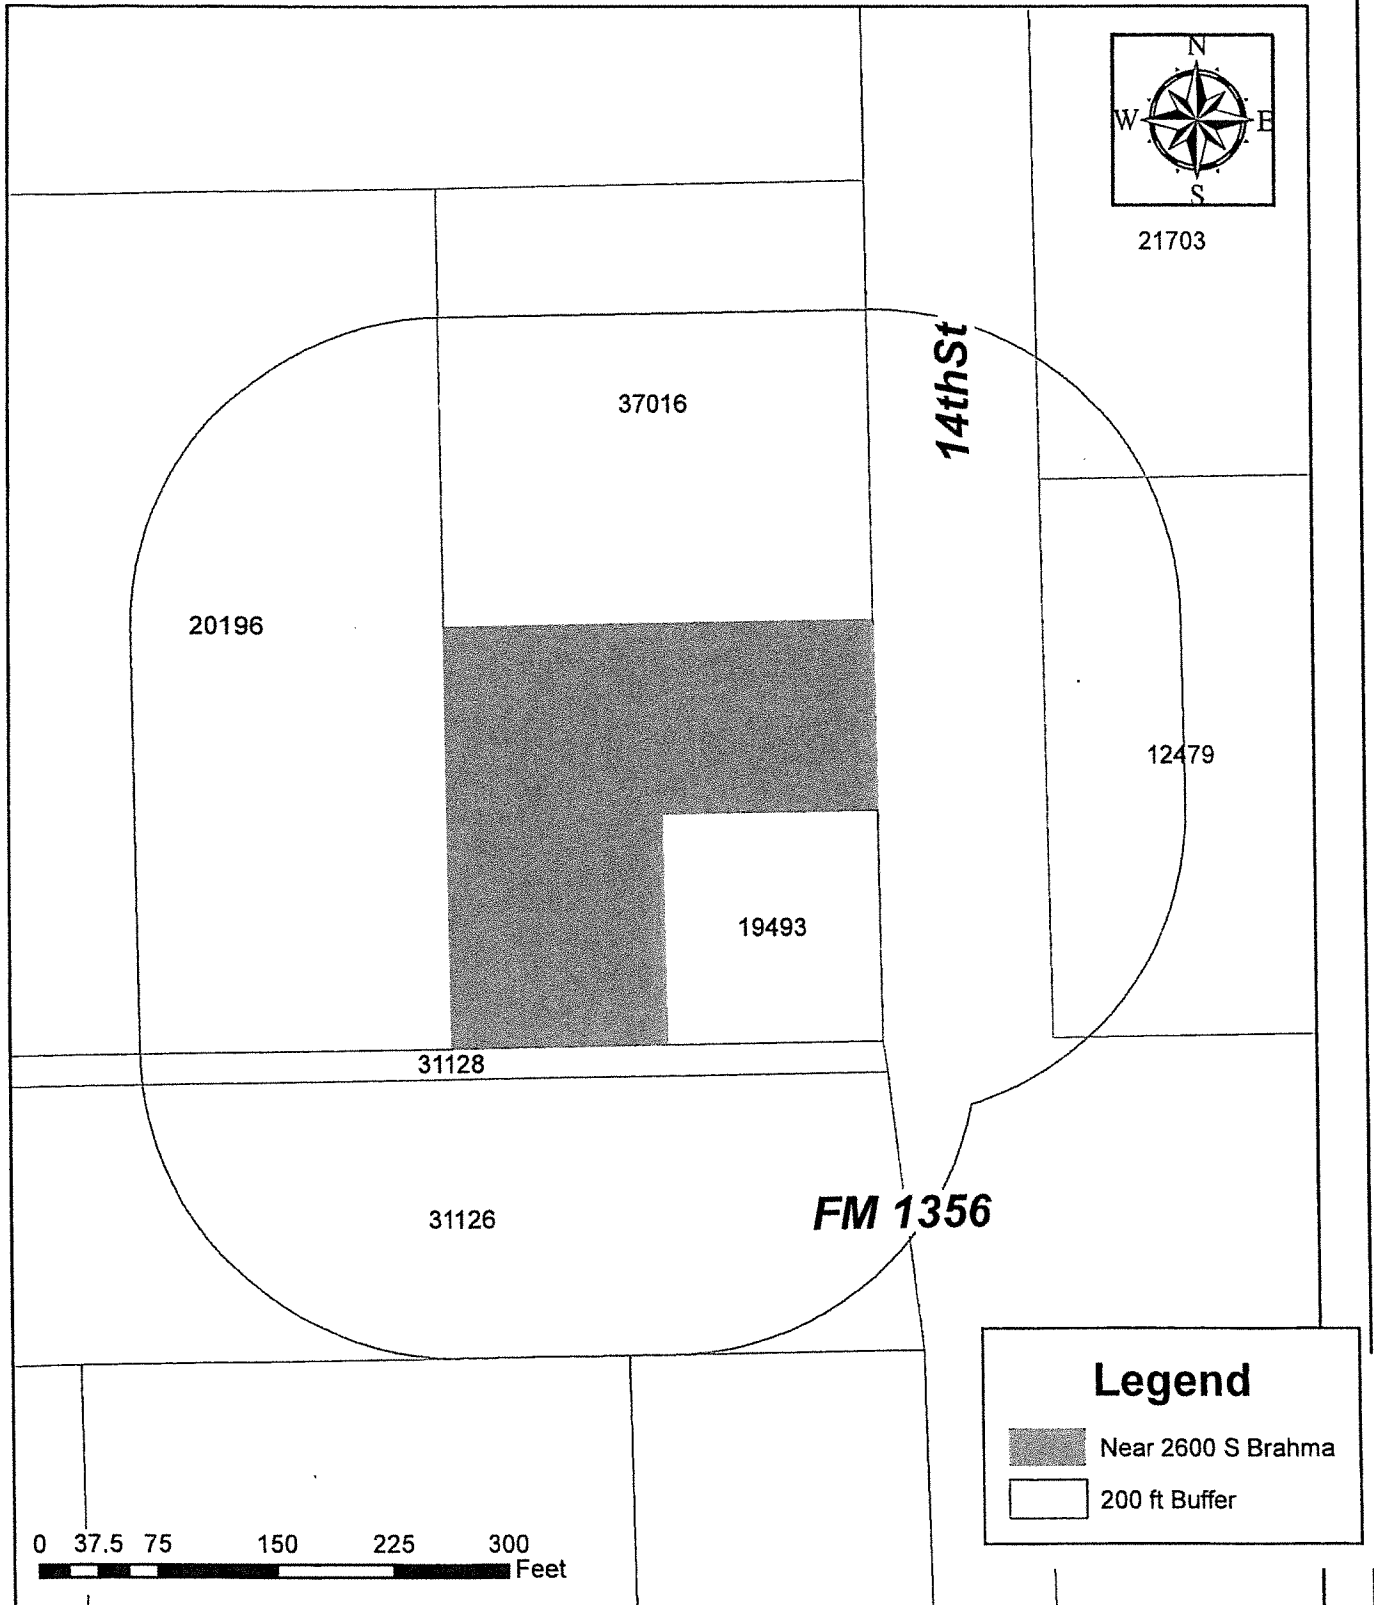 N
W E
S
21703
14thSt
37016
20196
12479
19493
31128
31126
FM 1356
Legend
Near 2600 S Brahma
200 ft Buffer
0 37.5 75 150 225 300
Feet